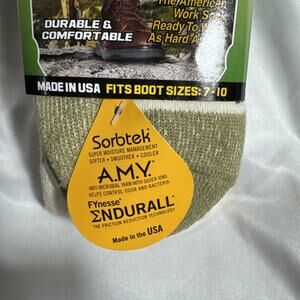 The American
Work So
Ready To W
As Hard A
DURABLE &
COMFORTABLE
MADE IN USA FITS BOOT SIZES: 7-10
Sorbtek®
SUPER MOISTURE MANAGEMENT
SOFTER • SMOOTHER • COOLER
A.M.Y.
ANTI-MICROBIAL YARN WITH SILVER IONS
HELPS CONTROL ODOR AND BACTERIA
FYnesse®
ENDURALL™
THE FRICTION REDUCTION TECHNOLOGY
Made in the USA